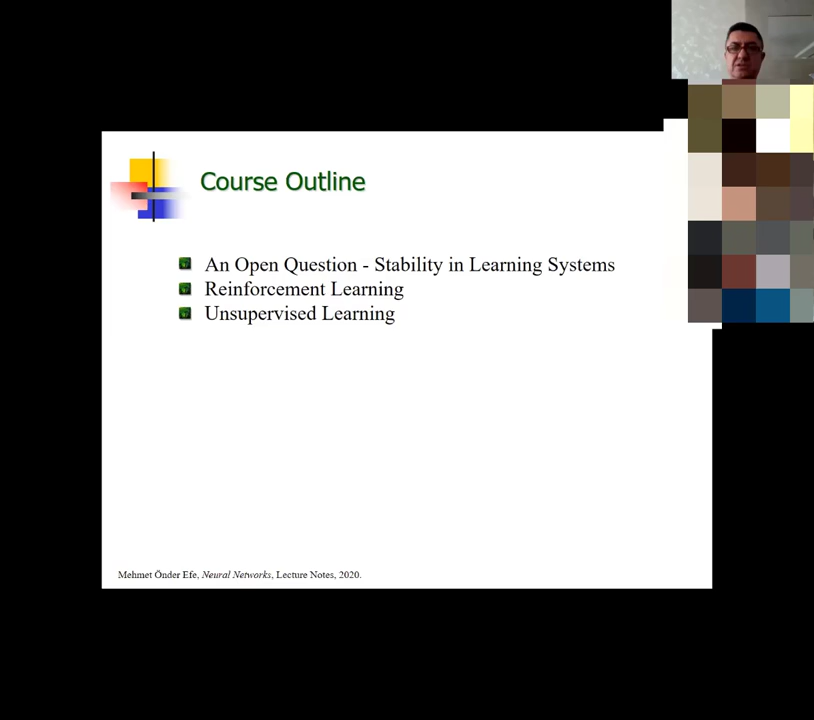 Course Outline
An Open Question - Stability in Learning Systems
Reinforcement Learning
Unsupervised Learning
Mehmet Önder Efe, Neural Networks, Lecture Notes, 2020.